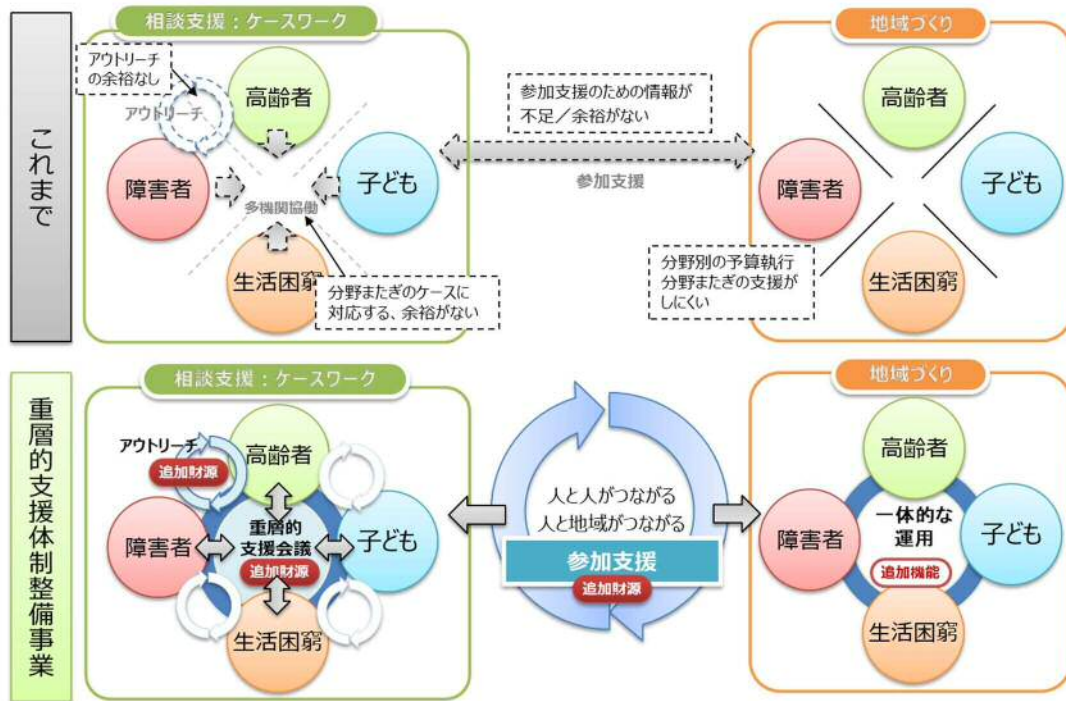 これまで
相談支援：ケースワーク
アウトリーチ
の余裕なし
アウトリーチ
高齢者
障害者
子ども
多機関協働
生活困窮
分野またぎのケースに
対応する、余裕がない
参加支援のための情報が
不足／余裕がない
参加支援
地域づくり
高齢者
障害者
子ども
生活困窮
分野別の予算執行
分野またぎの支援が
しにくい
重層的支援体制整備事業
相談支援：ケースワーク
アウトリーチ
追加財源
高齢者
障害者
重層的
支援会議
追加財源
子ども
生活困窮
人と人がつながる
人と地域がつながる
参加支援
追加財源
地域づくり
高齢者
障害者
一体的な
運用
追加機能
子ども
生活困窮